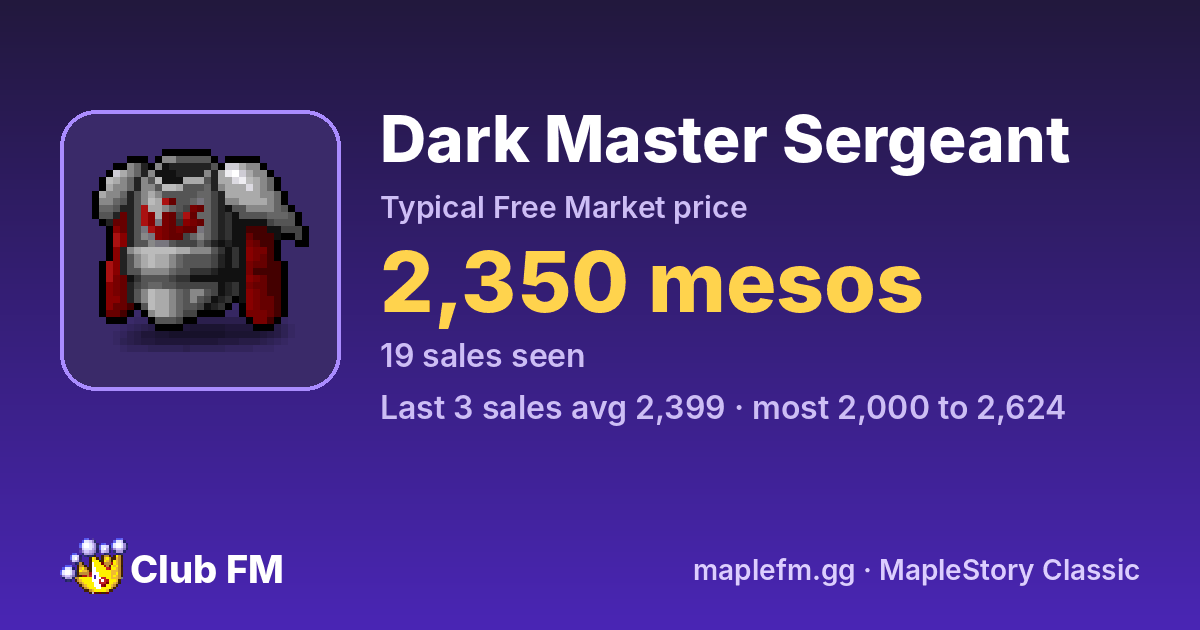 Dark Master Sergeant
Typical Free Market price
2,350 mesos
19 sales seen
Last 3 sales avg 2,399 · most 2,000 to 2,624
Club FM
maplefm.gg · MapleStory Classic